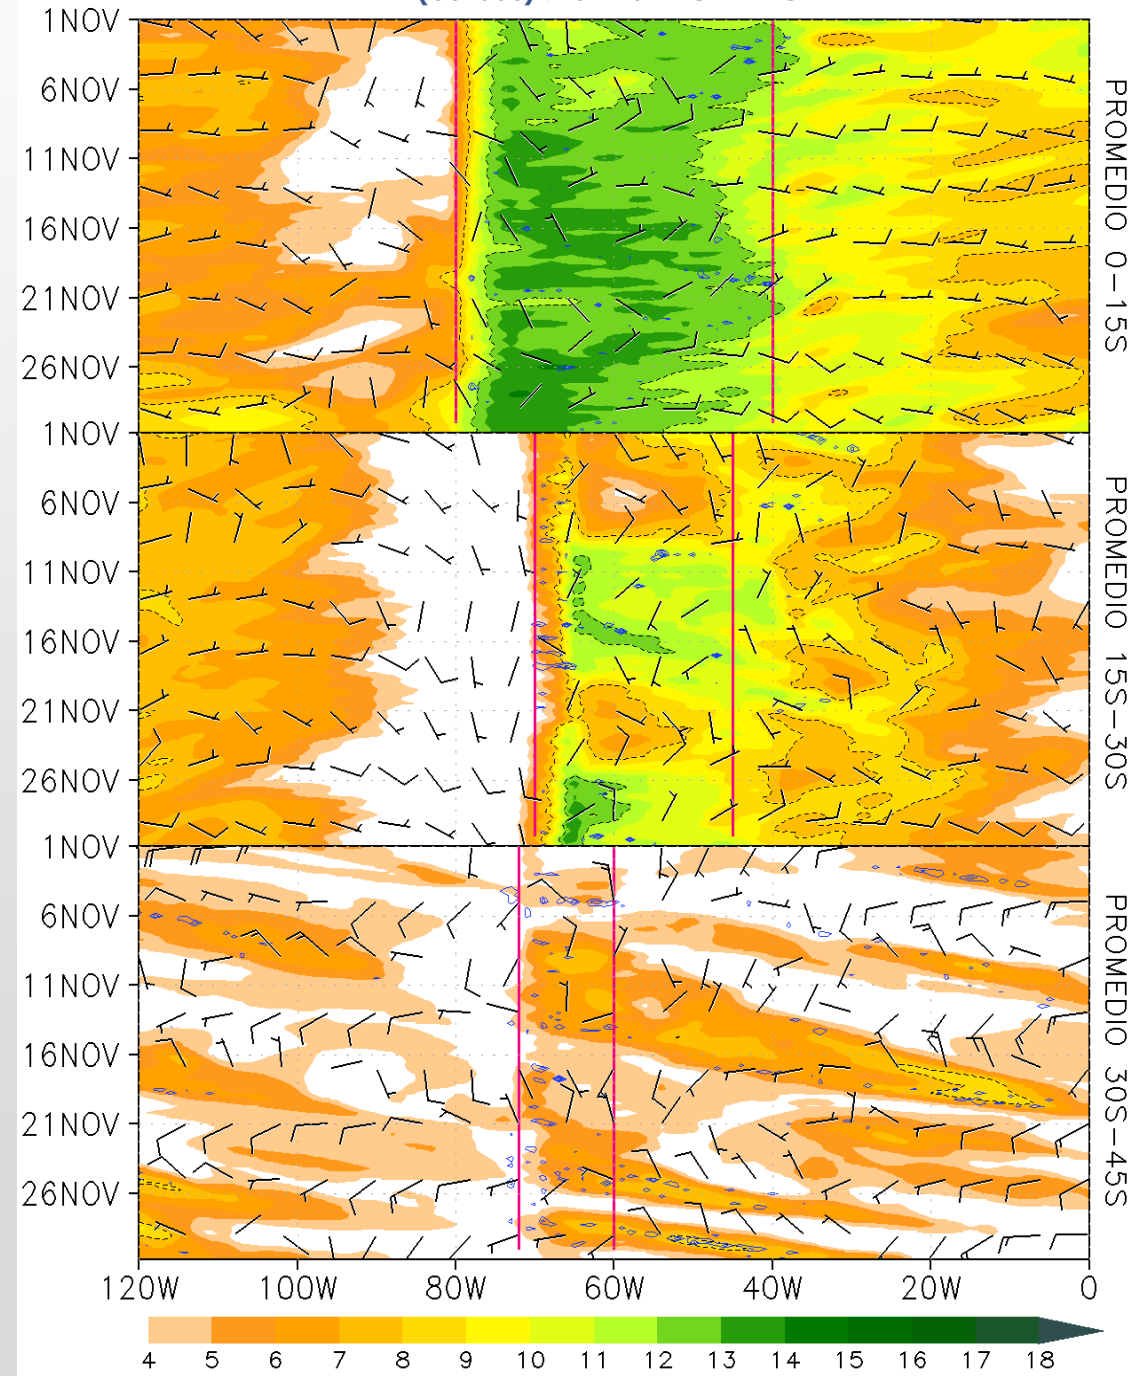 1NOV
6NOV
11NOV
16NOV
21NOV
26NOV
PROMEDIO 0-15S
1NOV
6NOV
11NOV
16NOV
21NOV
26NOV
PROMEDIO 15S-30S
1NOV
6NOV
11NOV
16NOV
21NOV
26NOV
PROMEDIO 30S-45S
120W 100W 80W 60W 40W 20W 0
4 5 6 7 8 9 10 11 12 13 14 15 16 17 18